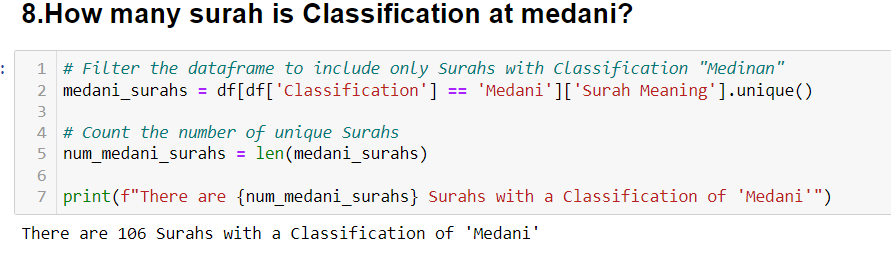 8.How many surah is Classification at medani?
:
1 # Filter the dataframe to include only Surahs with Classification "Medinan"
2 medani_surahs = df[df['Classification'] == 'Medani']['Surah Meaning'].unique()
3
4 # Count the number of unique Surahs
5 num_medani_surahs = len(medani_surahs)
6
7 print(f"There are {num_medani_surahs} Surahs with a Classification of 'Medani'")
There are 106 Surahs with a Classification of 'Medani'